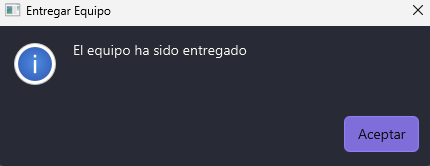 Entregar Equipo
El equipo ha sido entregado
Aceptar